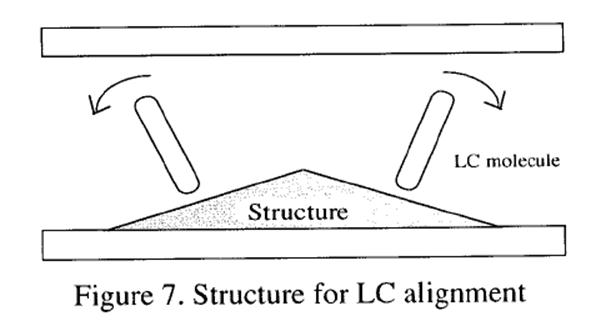 LC molecule
Structure
Figure 7. Structure for LC alignment